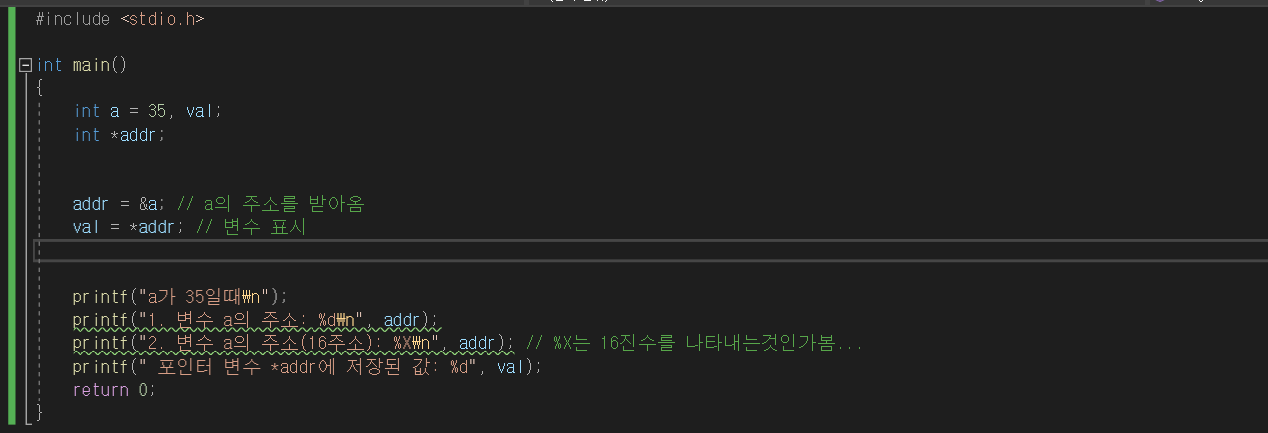 #include <stdio.h>
int main()
{
int a = 35, val;
int *addr;
addr = &a; // a의 주소를 받아옴
val = *addr; // 변수 표시
printf("a가 35일때₩n");
printf("1. 변수 a의 주소: %d₩n", addr);
printf("2. 변수 a의 주소(16주소): %X₩n", addr); // %X는 16진수를 나타내는것인가봄...
printf(" 포인터 변수 *addr에 저장된 값: %d", val);
return 0;
}